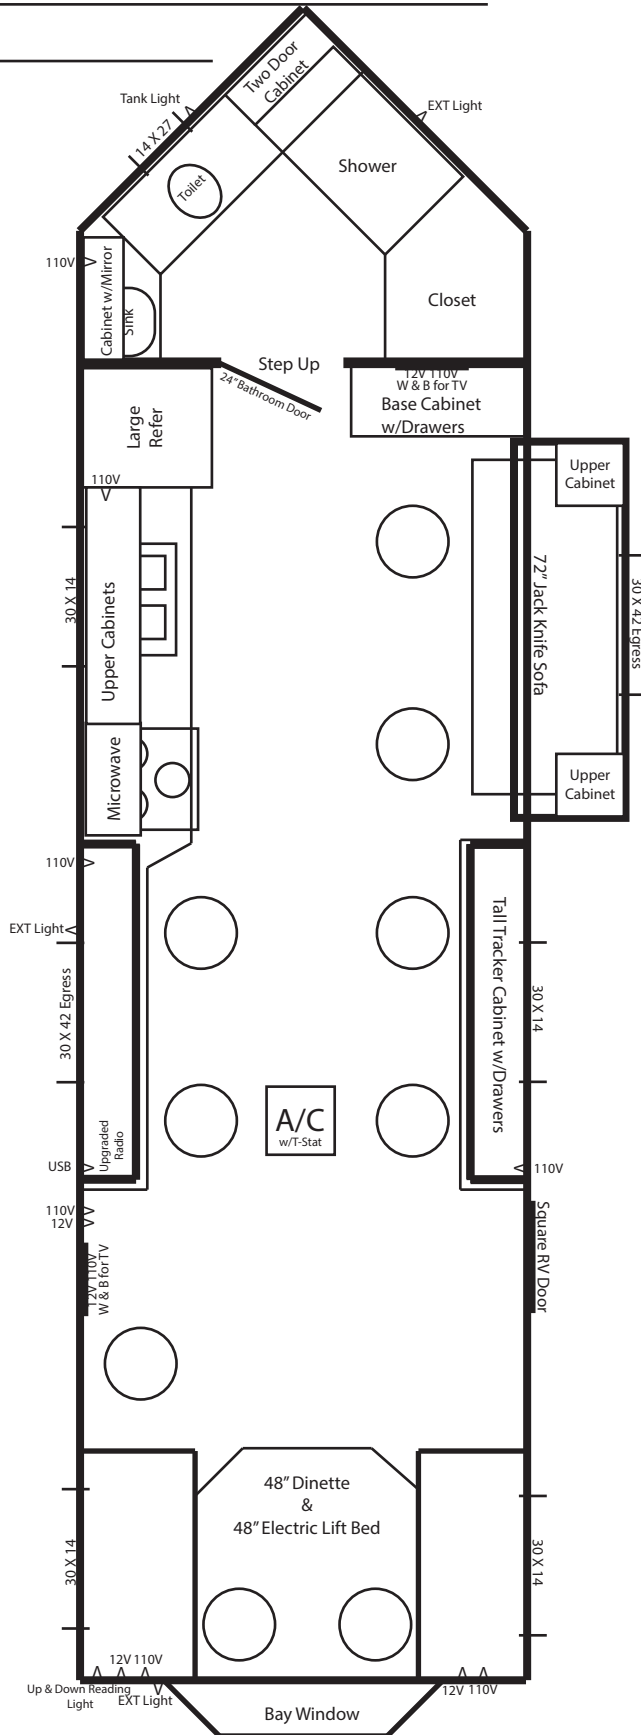 Two Door
Cabinet
Tank Light
EXT Light
14 X 27
Toilet
Shower
110V
Cabinet w/Mirror
Sink
Closet
Step Up
24" Bathroom Door
12V 110V
W & B for TV
Base Cabinet
w/Drawers
Large
Refer
110V
Upper
Cabinet
30 X 14
Upper Cabinets
72" Jack Knife Sofa
30 X 42 Egress
Microwave
Upper
Cabinet
110V
EXT Light
30 X 42 Egress
Tall Tracker Cabinet w/Drawers
30 X 14
A/C
w/T-Stat
Upgraded
Radio
USB
110V
110V
12V
12V 110V
W & B for TV
Square RV Door
48" Dinette
&
48" Electric Lift Bed
30 X 14
30 X 14
12V 110V
Up & Down Reading
Light
EXT Light
12V 110V
Bay Window